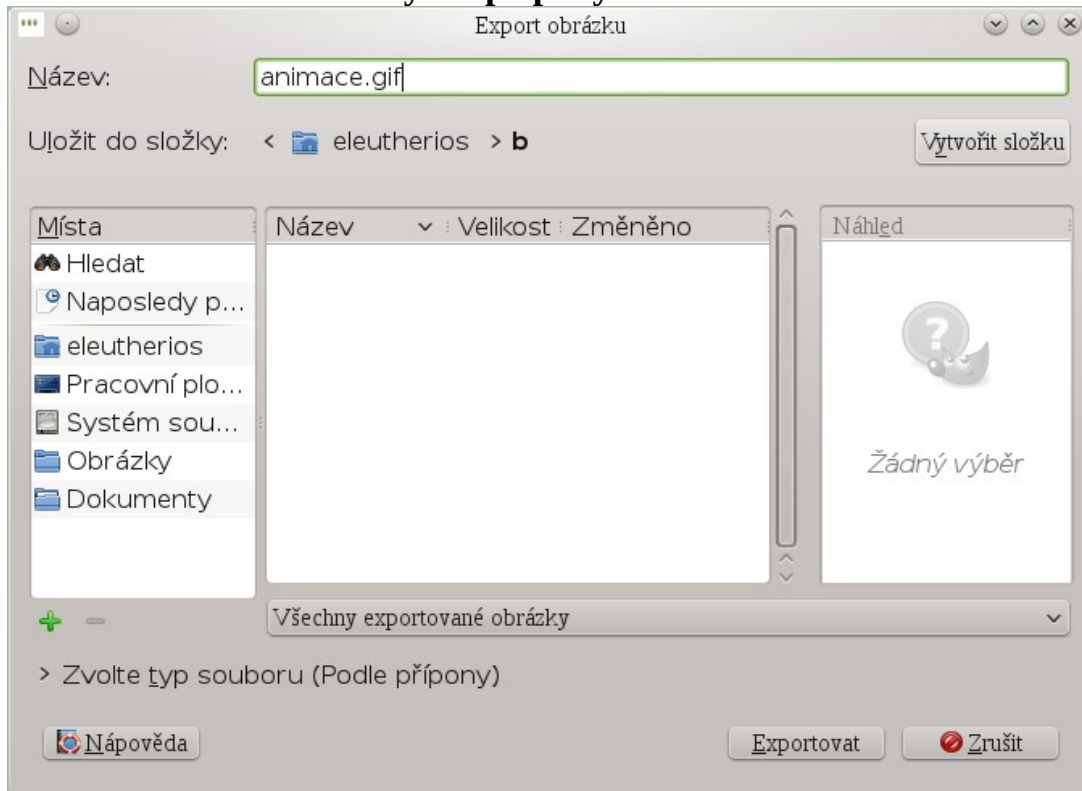 Export obrázku
Název: animace.gif
Uložit do složky: < eleutherios > b Vytvořit složku
Místa
Hledat
Naposledy p...
eleutherios
Pracovní plo...
Systém sou...
Obrázky
Dokumenty
Název Velikost Změněno
Náhled
Žádný výběr
Všechny exportované obrázky
> Zvolte typ souboru (Podle přípony)
Nápověda Exportovat Zrušit